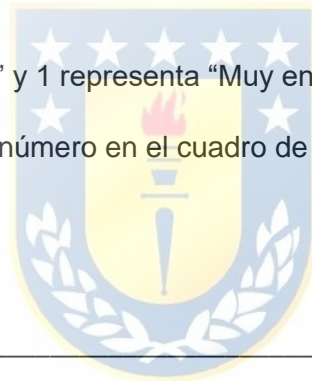 ” y 1 representa “Muy en
número en el cuadro de